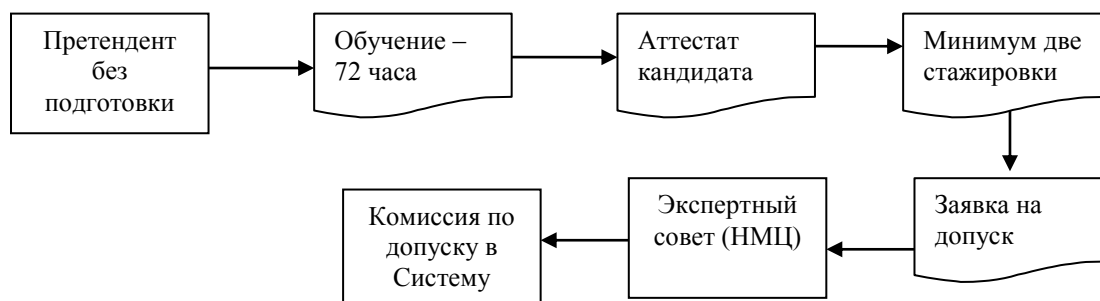 Претендент
без
подготовки
Обучение –
72 часа
Аттестат
кандидата
Минимум две
стажировки
Заявка на
допуск
Экспертный
совет (НМЦ)
Комиссия по
допуску в
Систему